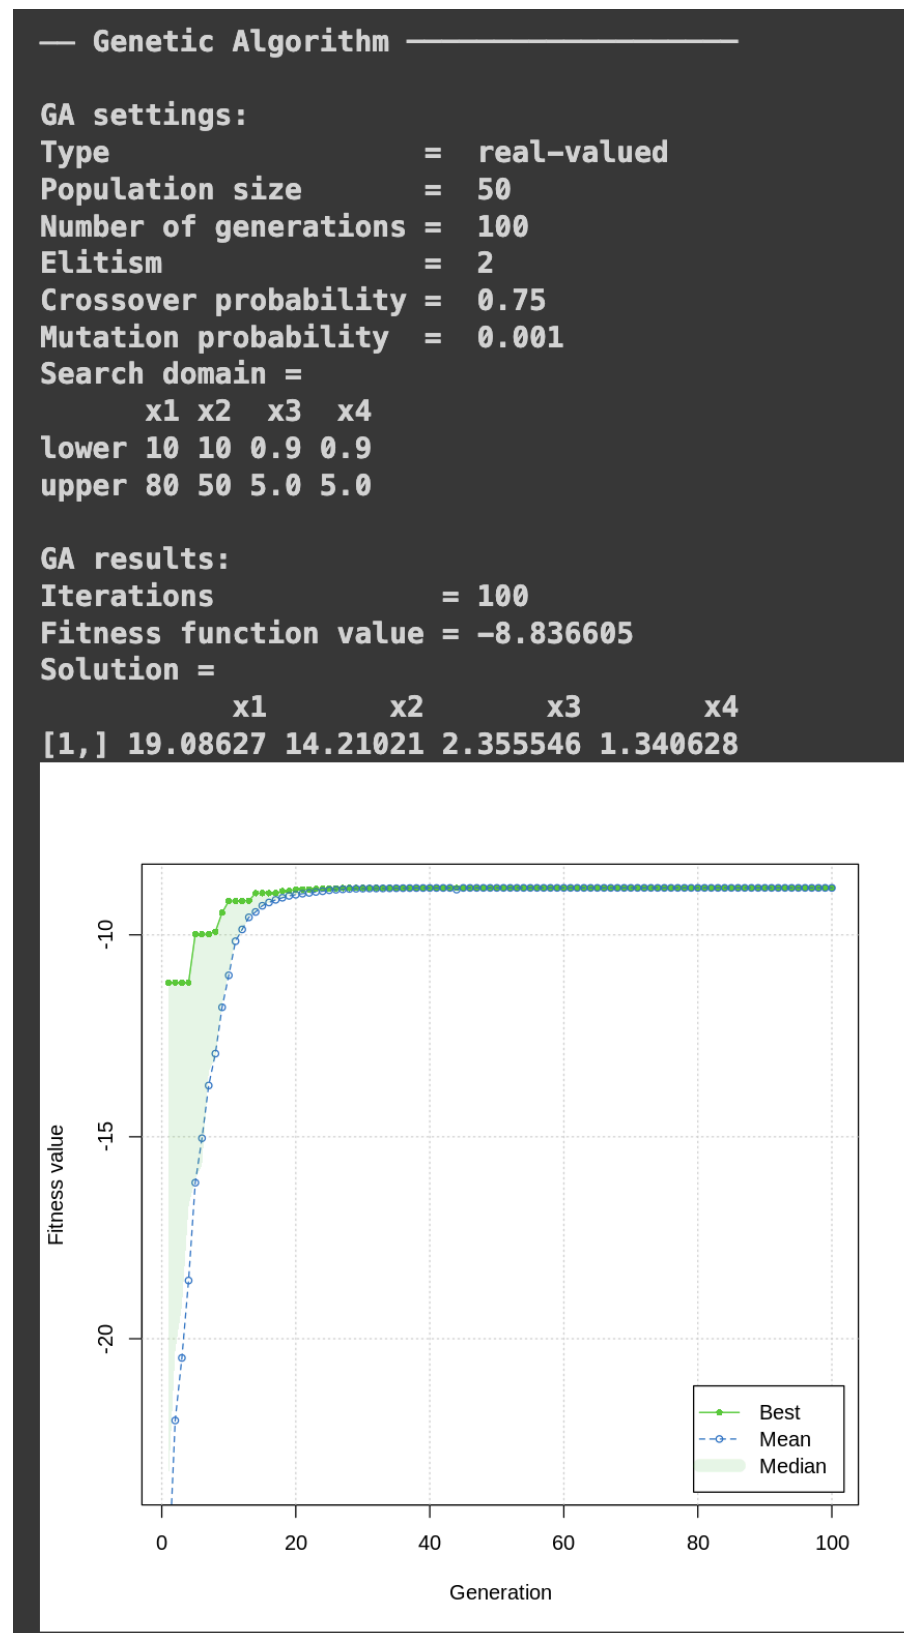 ── Genetic Algorithm ───────────────────
GA settings:
Type                  =  real-valued
Population size       =  50
Number of generations =  100
Elitism               =  2
Crossover probability =  0.75
Mutation probability  =  0.001
Search domain =
      x1 x2  x3  x4
lower 10 10 0.9 0.9
upper 80 50 5.0 5.0
GA results:
Iterations             = 100
Fitness function value = -8.836605
Solution =
           x1       x2       x3       x4
[1,] 19.08627 14.21021 2.355546 1.340628
-10
-15
-20
Fitness value
Best
Mean
Median
0 20 40 60 80 100
Generation